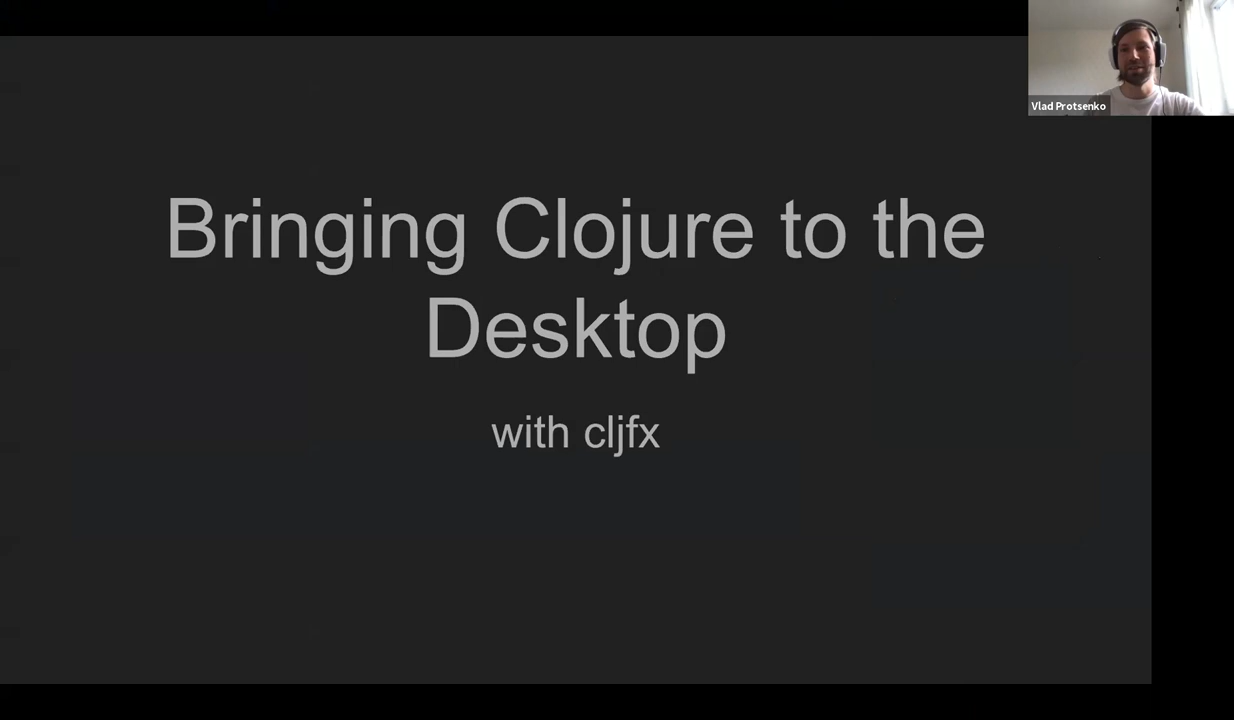 Vlad Protsenko
Bringing Clojure to the
Desktop
with cljfx